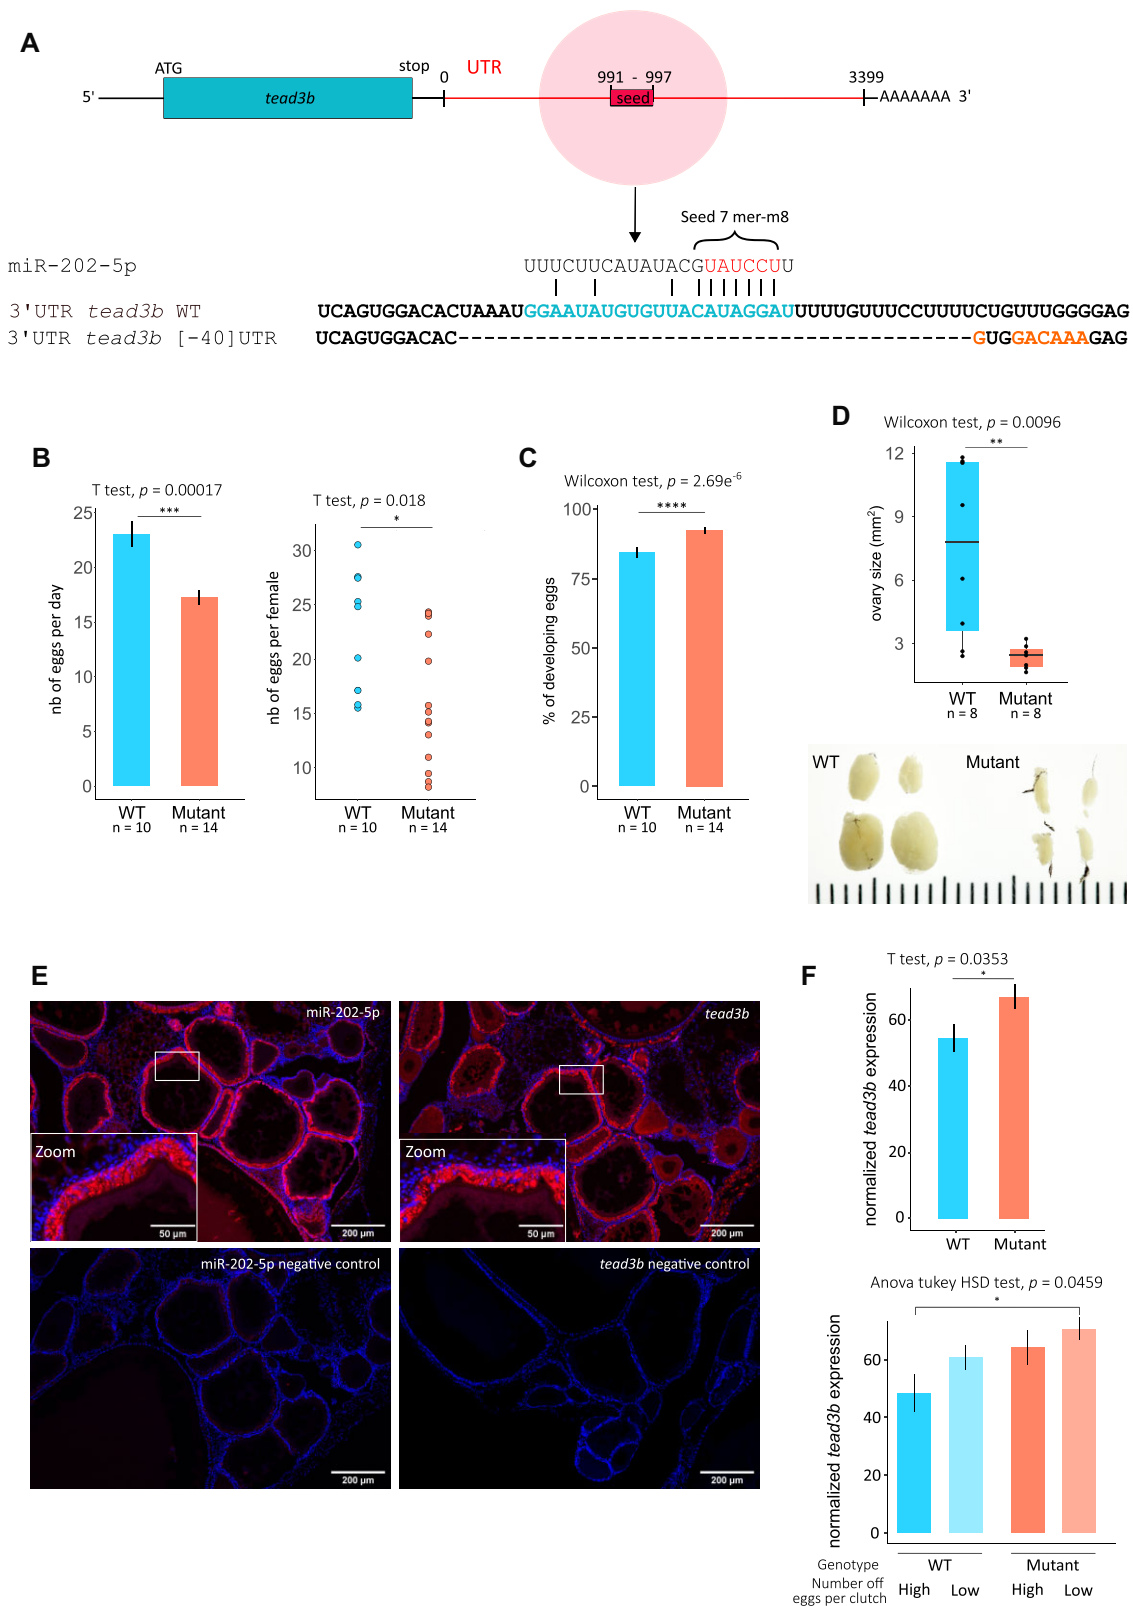 A
ATG
stop
0
UTR
991 - 997
3399
5'
tead3b
seed
AAAAAAA 3'
Seed 7 mer-m8
miR-202-5p
UUUCUUCAUAUACGUAUCCUU
3'UTR tead3b WT
UCAGUGGACACUAAAUGGAAUAUGUGUUACAUAGGAUUUUUGUUUCCUUUUCUGUUUGGGGAG
3'UTR tead3b [-40]UTR
UCAGUGGACAC----------------------------------------GUGGACAAAGAG
B
T test, p = 0.00017
***
25
20
15
10
5
0
nb of eggs per day
WT
Mutant
n = 10
n = 14
T test, p = 0.018
*
30
25
20
15
10
nb of eggs per female
WT
Mutant
n = 10
n = 14
C
Wilcoxon test, p = 2.69e-6
****
100
75
50
25
0
% of developing eggs
WT
Mutant
n = 10
n = 14
D
Wilcoxon test, p = 0.0096
**
12
9
6
3
ovary size (mm2)
WT
Mutant
n = 8
n = 8
WT
Mutant
E
miR-202-5p
Zoom
50 µm
200 µm
tead3b
Zoom
50 µm
200 µm
miR-202-5p negative control
200 µm
tead3b negative control
200 µm
F
T test, p = 0.0353
*
60
40
20
0
normalized tead3b expression
WT
Mutant
Anova tukey HSD test, p = 0.0459
*
60
40
20
0
normalized tead3b expression
Genotype
WT
Mutant
Number off
eggs per clutch
High
Low
High
Low